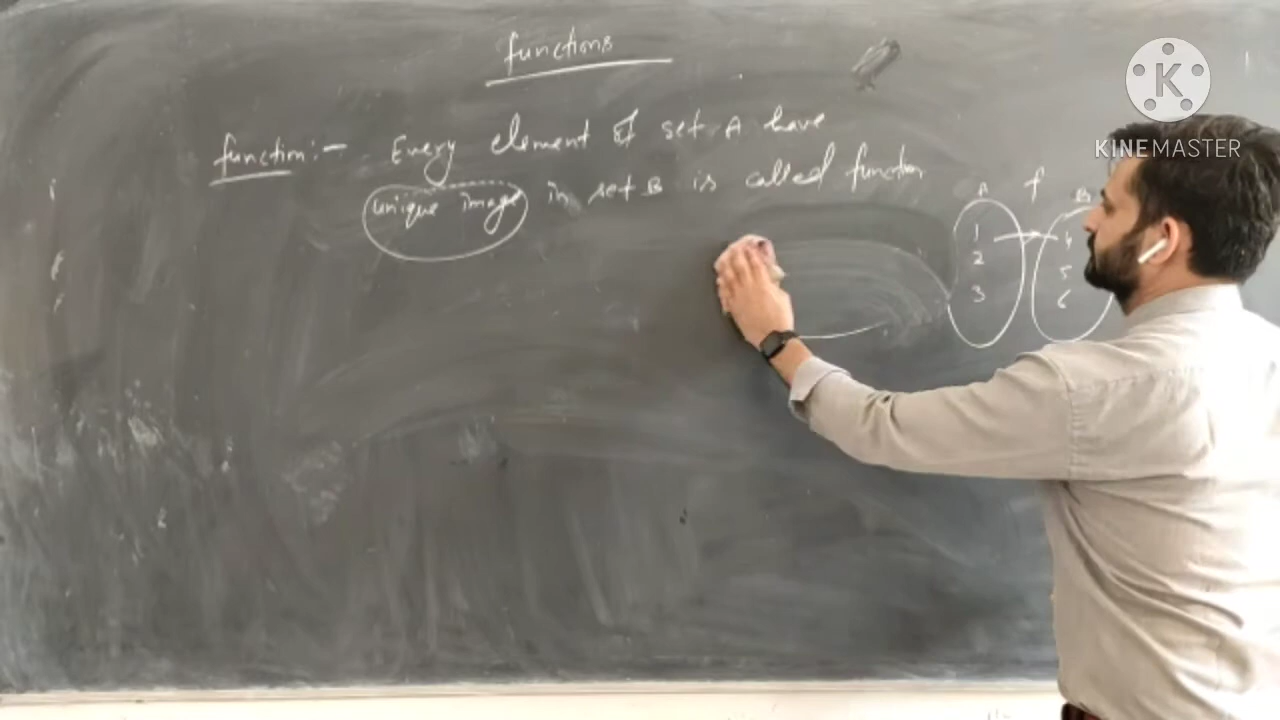 functions
function:- Every element of set A have
unique image in set B is called function
A f B
1 4
2 5
3 6
K
KINEMASTER